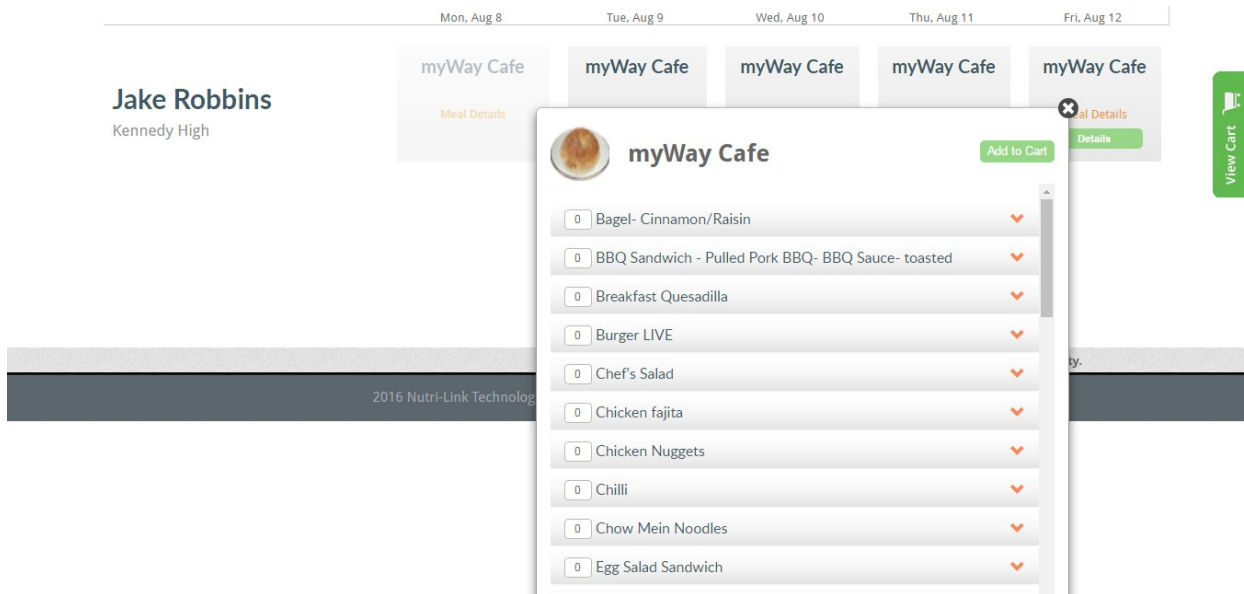 Mon, Aug 8 Tue, Aug 9 Wed, Aug 10 Thu, Aug 11 Fri, Aug 12
myWay Cafe myWay Cafe myWay Cafe myWay Cafe myWay Cafe
Jake Robbins
Kennedy High
Meal Details
eal Details
Details
View Cart
myWay Cafe
Add to Cart
0 Bagel- Cinnamon/Raisin
0 BBQ Sandwich - Pulled Pork BBQ- BBQ Sauce- toasted
0 Breakfast Quesadilla
0 Burger LIVE
0 Chef's Salad
0 Chicken fajita
0 Chicken Nuggets
0 Chilli
0 Chow Mein Noodles
0 Egg Salad Sandwich
ty.
2016 Nutri-Link Technolog